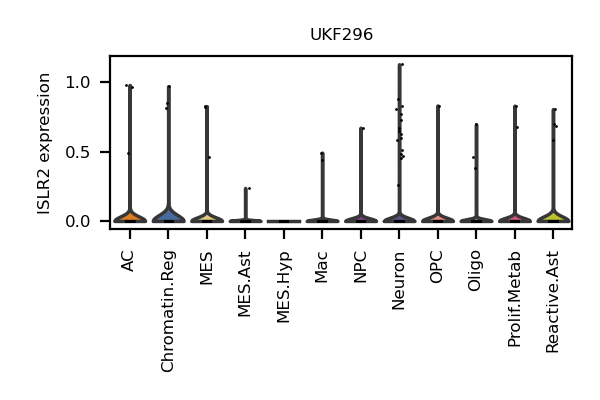 UKF296
ISLR2 expression
1.0
0.5
0.0
AC
Chromatin.Reg
MES
MES.Ast
MES.Hyp
Mac
NPC
Neuron
OPC
Oligo
Prolif.Metab
Reactive.Ast